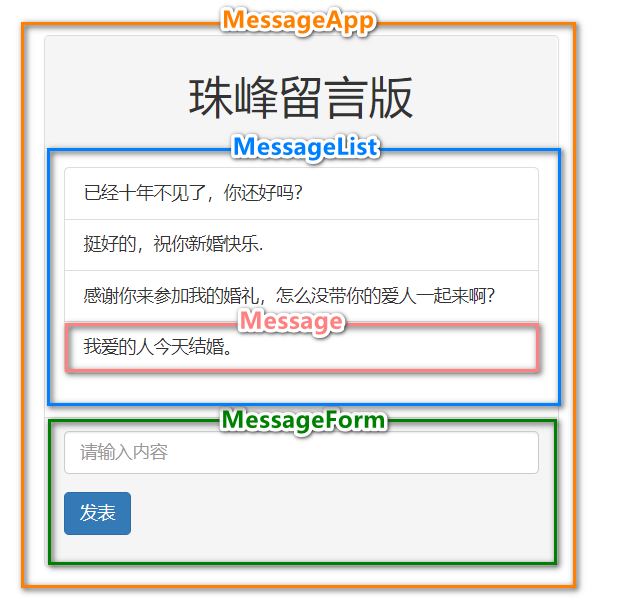 MessageApp
珠峰留言版
MessageList
已经十年不见了，你还好吗？
挺好的，祝你新婚快乐.
感谢你来参加我的婚礼，怎么没带你的爱人一起来啊？
Message
我爱的人今天结婚。
MessageForm
请输入内容
发表